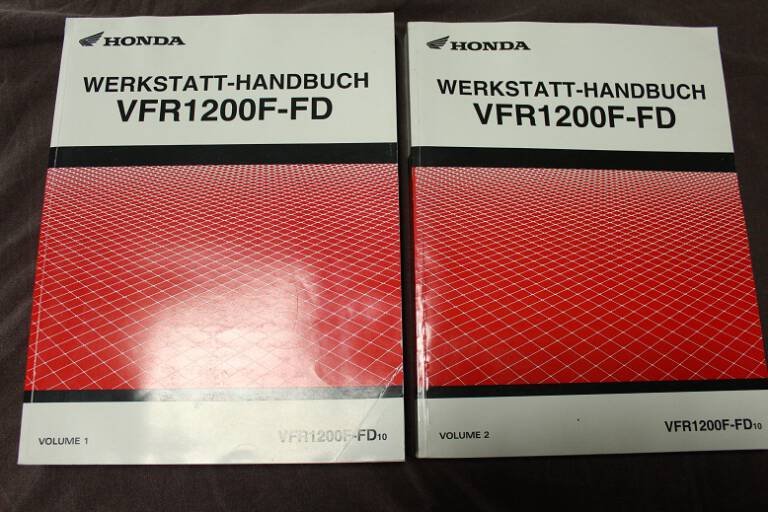 HONDA
WERKSTATT-HANDBUCH
VFR1200F-FD
VOLUME 1
VFR1200F-FD10
HONDA
WERKSTATT-HANDBUCH
VFR1200F-FD
VOLUME 2
VFR1200F-FD10